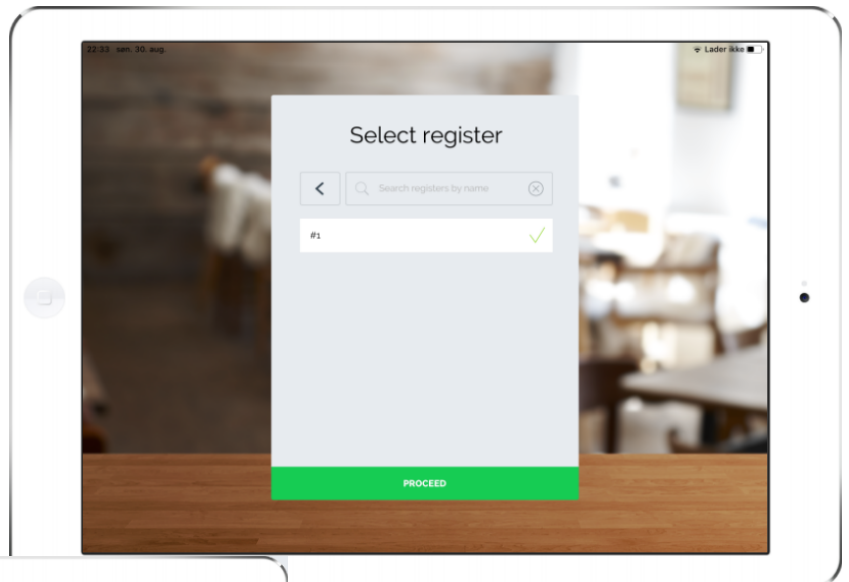 22:33 søn. 30. aug.
Lader ikke
Select register
Search registers by name
#1
PROCEED